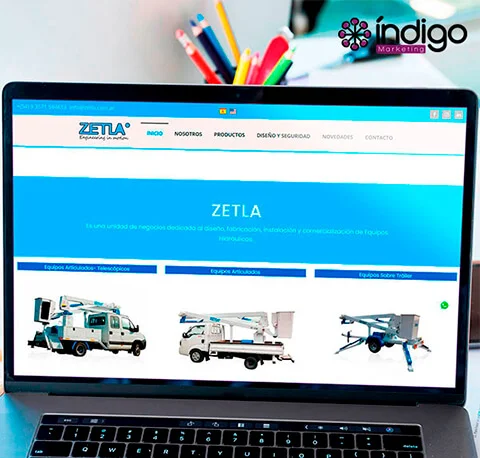 índigo
Marketing
ZETLA
Engineering in motion
INICIO
NOSOTROS
PRODUCTOS
DISEÑO Y SEGURIDAD
NOVEDADES
CONTACTO
ZETLA
Es una unidad de negocios dedicada al diseño, fabricación, instalación y comercialización de Equipos
Hidráulicos.
Equipos Articulados- Telescópicos
Equipos Articulados
Equipos Sobre Tráiler